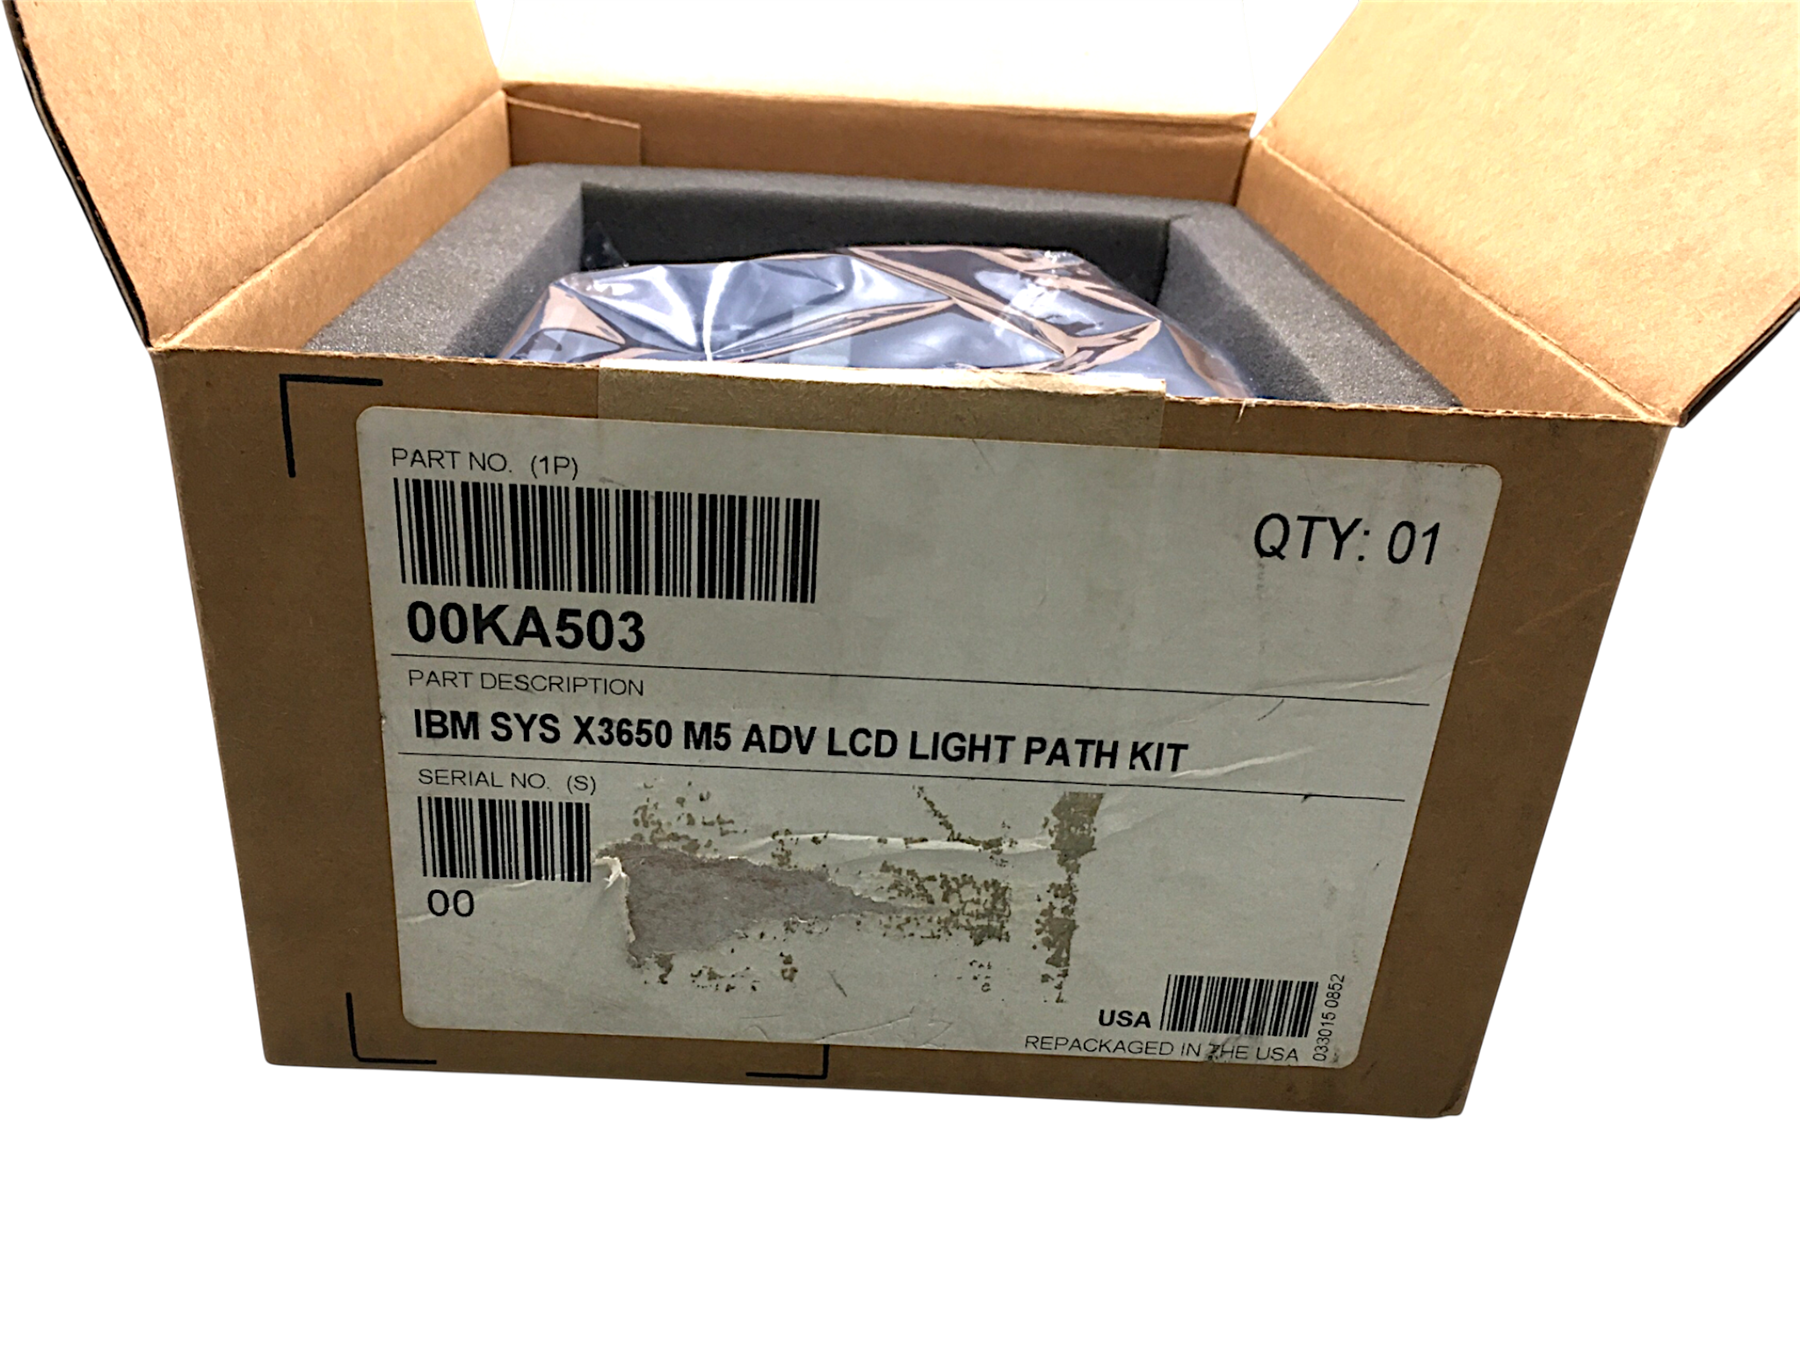 PART NO. (1P)
QTY: 01
00KA503
PART DESCRIPTION
IBM SYS X3650 M5 ADV LCD LIGHT PATH KIT
SERIAL NO. (S)
00
USA
033015 0852
REPACKAGED IN THE USA